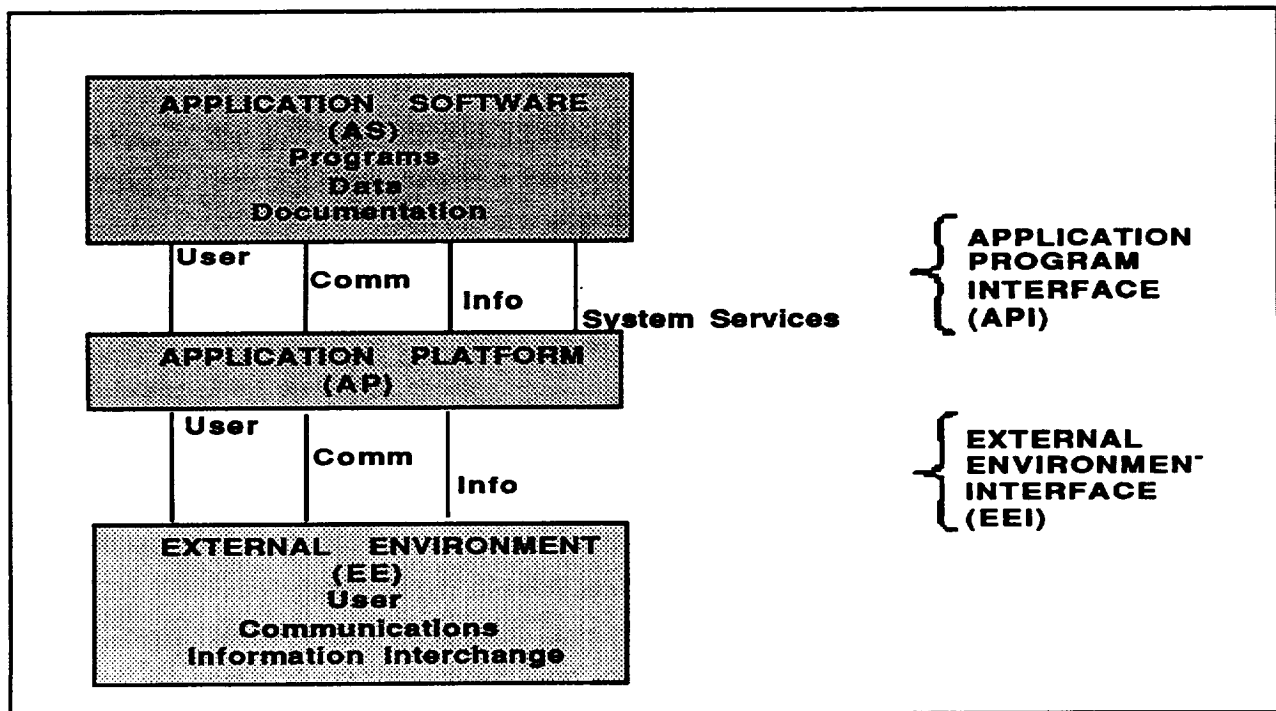 APPLICATION SOFTWARE
(AS)
Programs
Data
Documentation
User
Comm
Info
System Services
APPLICATION
PROGRAM
INTERFACE
(API)
APPLICATION PLATFORM
(AP)
User
Comm
Info
EXTERNAL
ENVIRONMEN
INTERFACE
(EEI)
EXTERNAL ENVIRONMENT
(EE)
User
Communications
Information Interchange